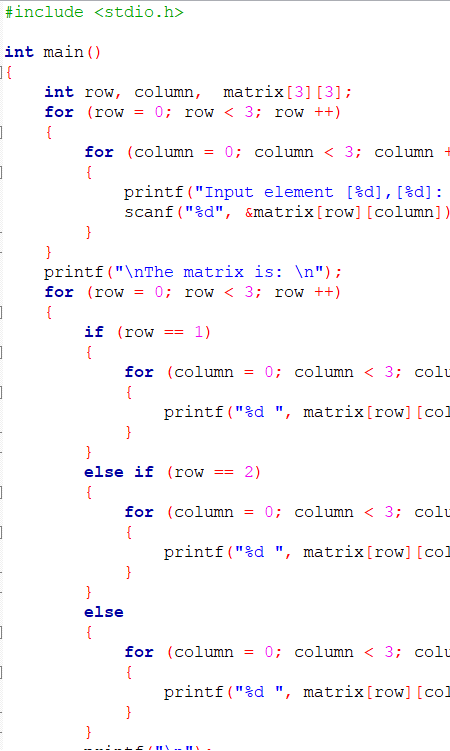 #include <stdio.h>
int main()
{
    int row, column,  matrix[3][3];
    for (row = 0; row < 3; row ++)
    {
        for (column = 0; column < 3; column +
        {
            printf("Input element [%d],[%d]:
            scanf("%d", &matrix[row][column])
        }
    }
    printf("\nThe matrix is: \n");
    for (row = 0; row < 3; row ++)
    {
        if (row == 1)
        {
            for (column = 0; column < 3; colu
            {
                printf("%d ", matrix[row][col
            }
        }
        else if (row == 2)
        {
            for (column = 0; column < 3; colu
            {
                printf("%d ", matrix[row][col
            }
        }
        else
        {
            for (column = 0; column < 3; colu
            {
                printf("%d ", matrix[row][col
            }
        }
        printf("\n");